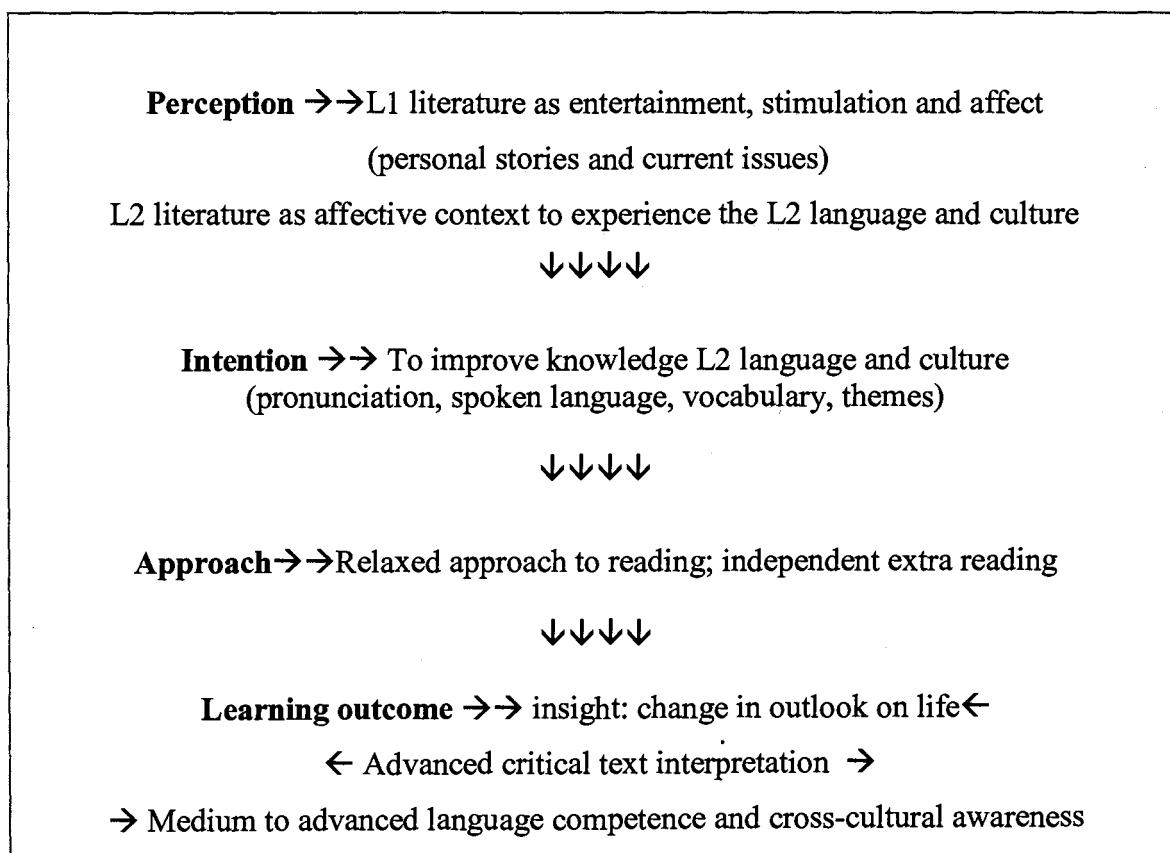 Perception →→L1 literature as entertainment, stimulation and affect
(personal stories and current issues)
L2 literature as affective context to experience the L2 language and culture
↓↓↓↓
Intention →→ To improve knowledge L2 language and culture
(pronunciation, spoken language, vocabulary, themes)
↓↓↓↓
Approach→→Relaxed approach to reading; independent extra reading
↓↓↓↓
Learning outcome →→ insight: change in outlook on life←
← Advanced critical text interpretation →
→ Medium to advanced language competence and cross-cultural awareness